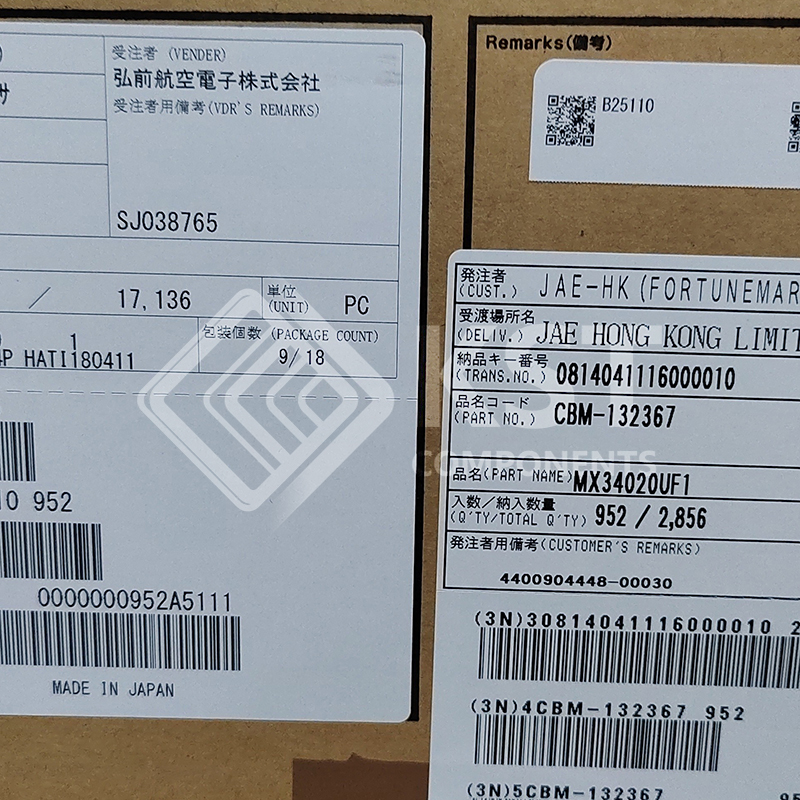 受注者 (VENDER)
弘前航空電子株式会社
受注者用備考(VDR'S REMARKS)
SJ038765
/ 17,136
単位
(UNIT) PC
包装個数 (PACKAGE COUNT)
9/18
1
4P HATI180411
10 952
0000000952A5111
MADE IN JAPAN
Remarks(備考)
B25110
発注者
(CUST.) JAE-HK(FORTUNEMAR
受渡場所名
(DELIV.) JAE HONG KONG LIMIT
納品キー番号
(TRANS.NO.) 0814041116000010
品名コード
(PART NO.) CBM-132367
品名(PART NAME) MX34020UF1
入数/納入数量
(Q'TY/TOTAL Q'TY) 952 / 2,856
発注者用備考(CUSTOMER'S REMARKS)
4400904448-00030
(3N)30814041116000010 2
(3N)4CBM-132367 952
(3N)5CBM-132367 95
KST
COMPONENTS